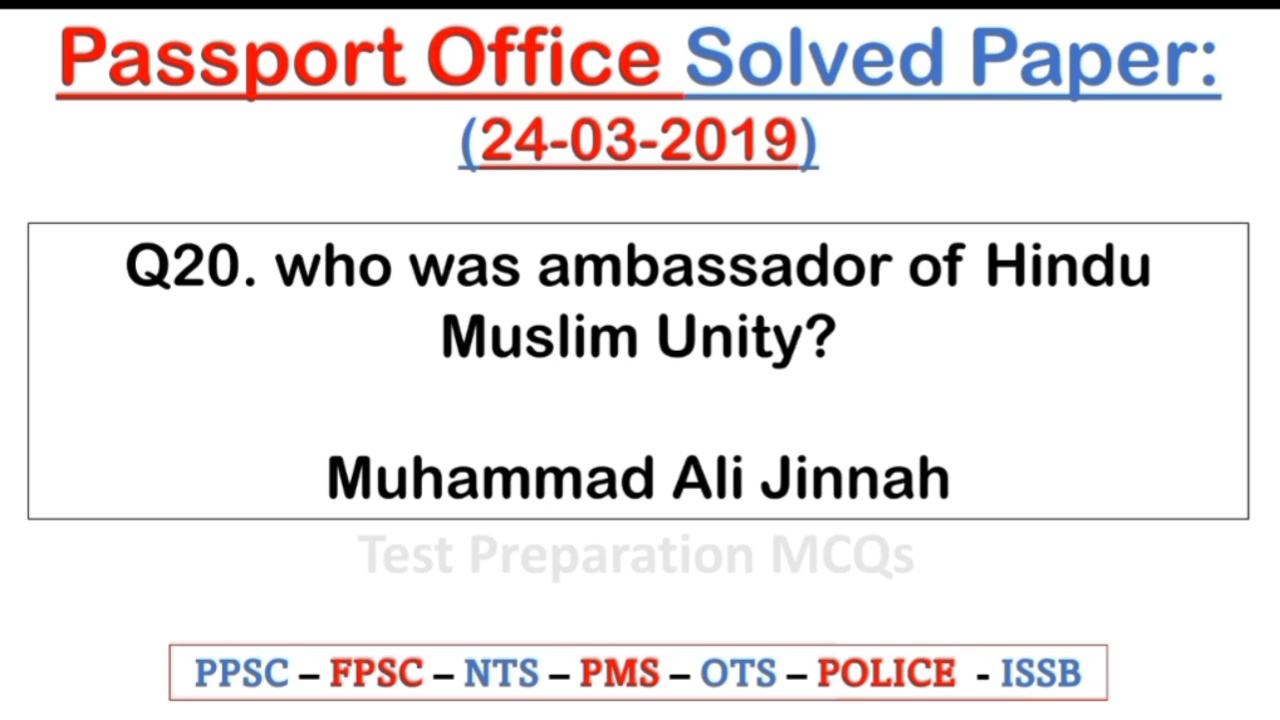 Passport Office Solved Paper:
(24-03-2019)
Q20. who was ambassador of Hindu
Muslim Unity?
Muhammad Ali Jinnah
Test Preparation MCQs
PPSC – FPSC – NTS – PMS – OTS – POLICE - ISSB